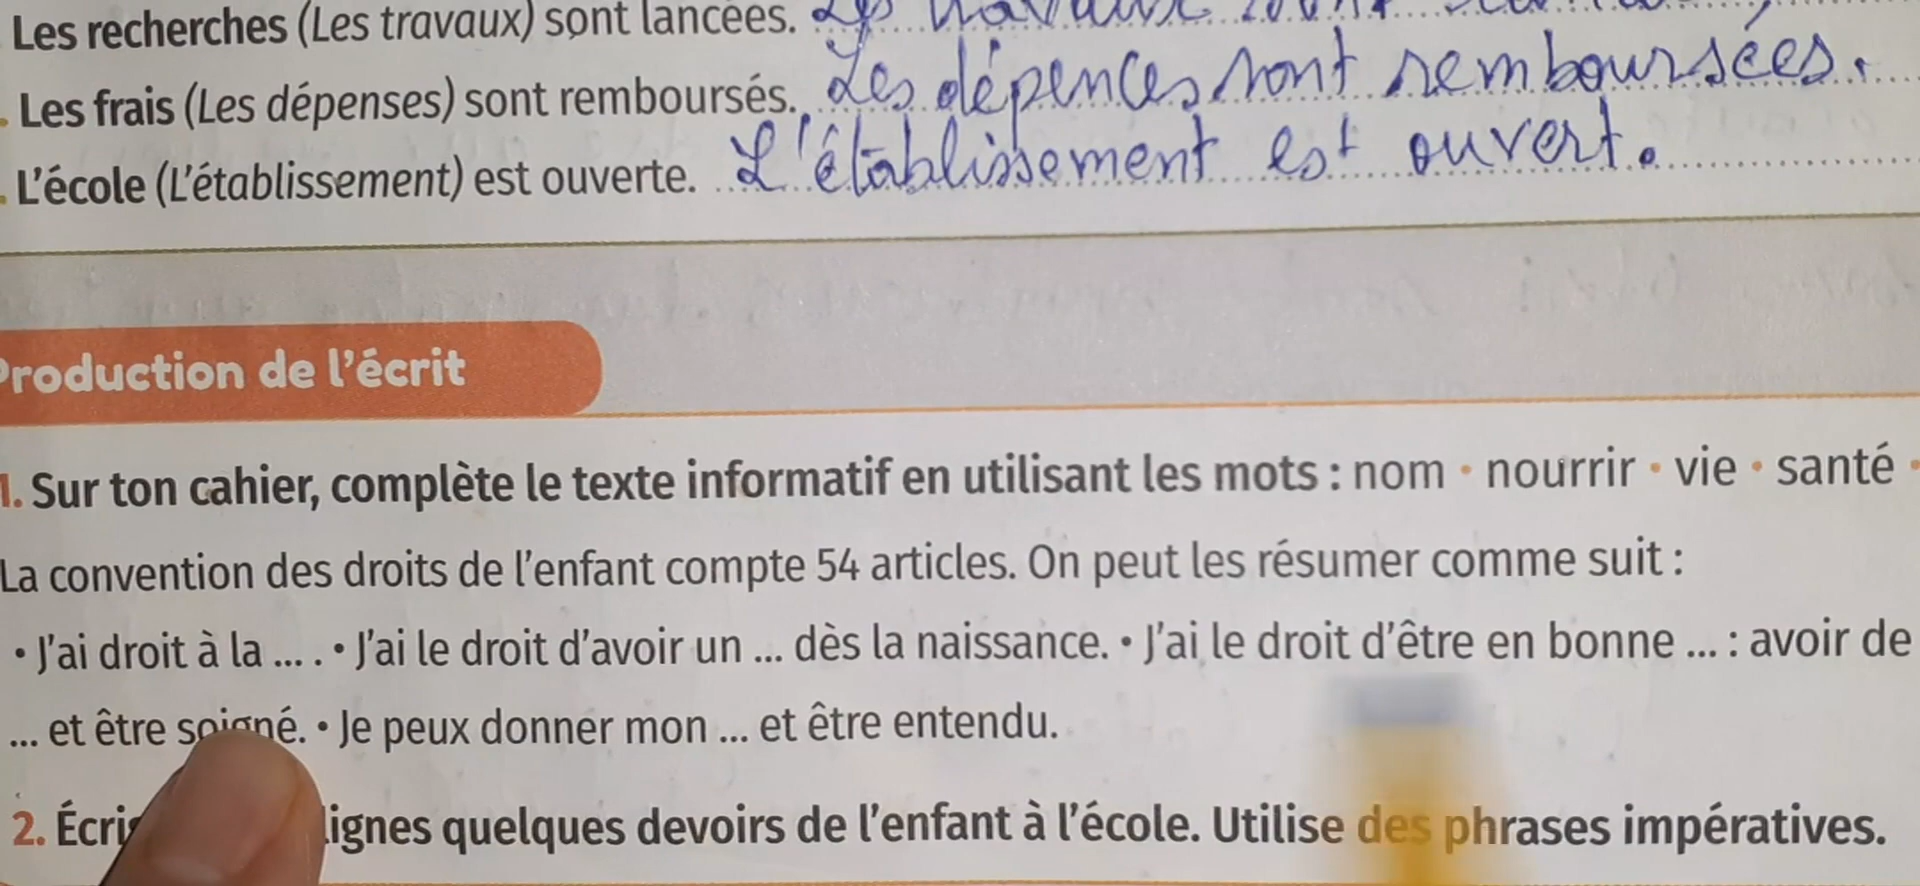 Les recherches (Les travaux) sont lancées. Les travaux sont
Les frais (Les dépenses) sont remboursés. Les dépences sont remboursées.
L'école (L'établissement) est ouverte. L'établissement est ouvert.
Production de l'écrit
1. Sur ton cahier, complète le texte informatif en utilisant les mots : nom • nourrir • vie • santé •
La convention des droits de l'enfant compte 54 articles. On peut les résumer comme suit :
• J'ai droit à la ... . • J'ai le droit d'avoir un ... dès la naissance. • J'ai le droit d'être en bonne ... : avoir de
... et être soigné. • Je peux donner mon ... et être entendu.
2. Écris lignes quelques devoirs de l'enfant à l'école. Utilise des phrases impératives.